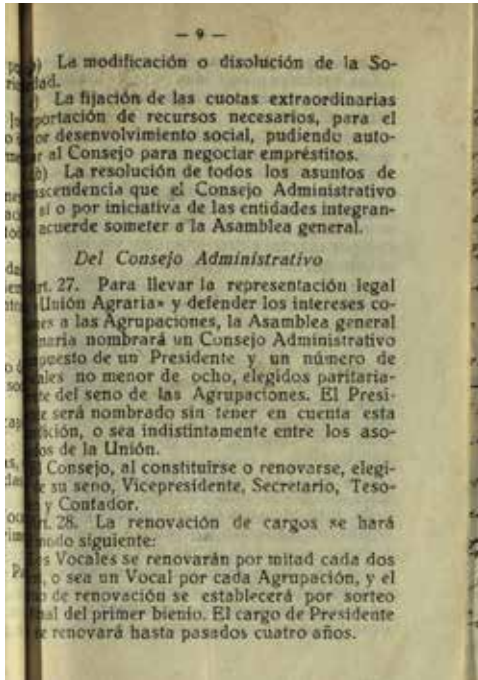 — 9 —
) La modificación o disolución de la So-
dad.
La fijación de las cuotas extraordinarias
portación de recursos necesarios, para el
or desenvolvimiento social, pudiendo auto-
r al Consejo para negociar empréstitos.
) La resolución de todos los asuntos de
scendencia que el Consejo Administrativo
sí o por iniciativa de las entidades integran-
acuerde someter a la Asamblea general.
Del Consejo Administrativo
rt. 27. Para llevar la representación legal
«Unión Agraria» y defender los intereses co-
es a las Agrupaciones, la Asamblea general
naria nombrará un Consejo Administrativo
puesto de un Presidente y un número de
ales no menor de ocho, elegidos paritaria-
te del seno de las Agrupaciones. El Presi-
e será nombrado sin tener en cuenta esta
ición, o sea indistintamente entre los aso-
os de la Unión.
l Consejo, al constituirse o renovarse, elegi-
e su seno, Vicepresidente, Secretario, Teso-
y Contador.
rt. 28. La renovación de cargos se hará
modo siguiente:
s Vocales se renovarán por mitad cada dos
, o sea un Vocal por cada Agrupación, y el
o de renovación se establecerá por sorteo
nal del primer bienio. El cargo de Presidente
se renovará hasta pasados cuatro años.